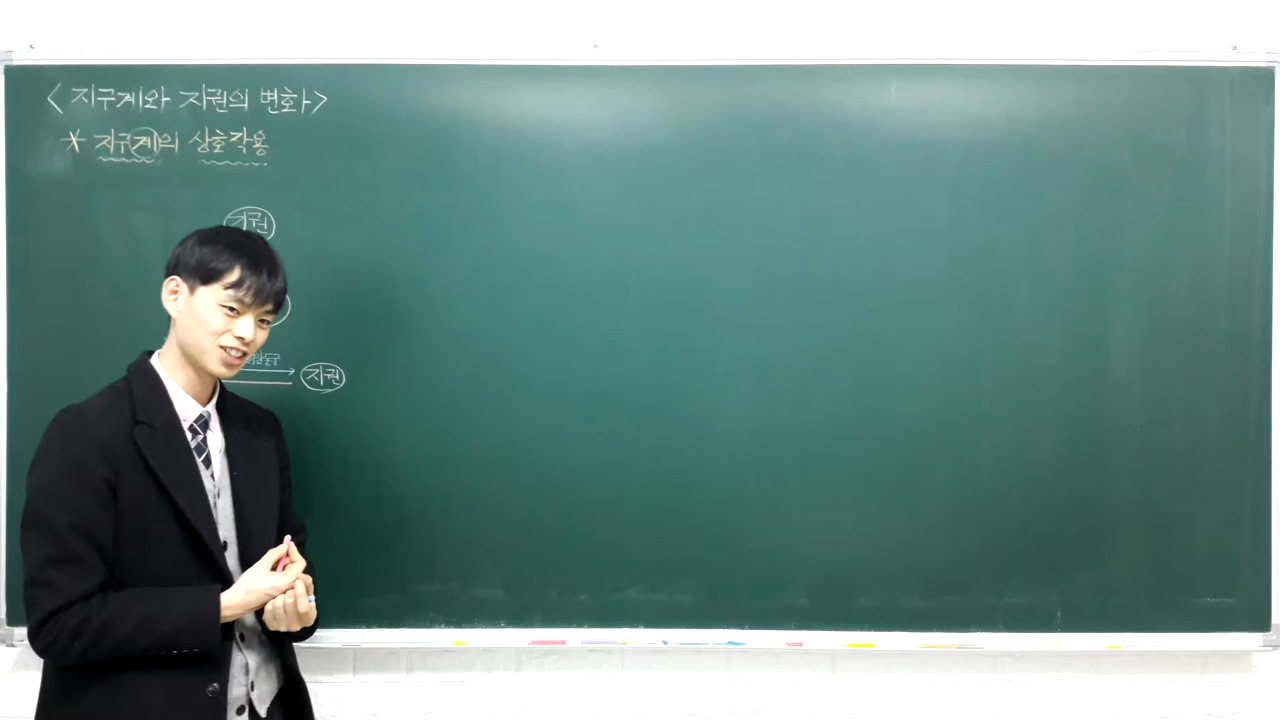 <지구계와 지권의 변화>
* 지구계의 상호작용
기권
지권